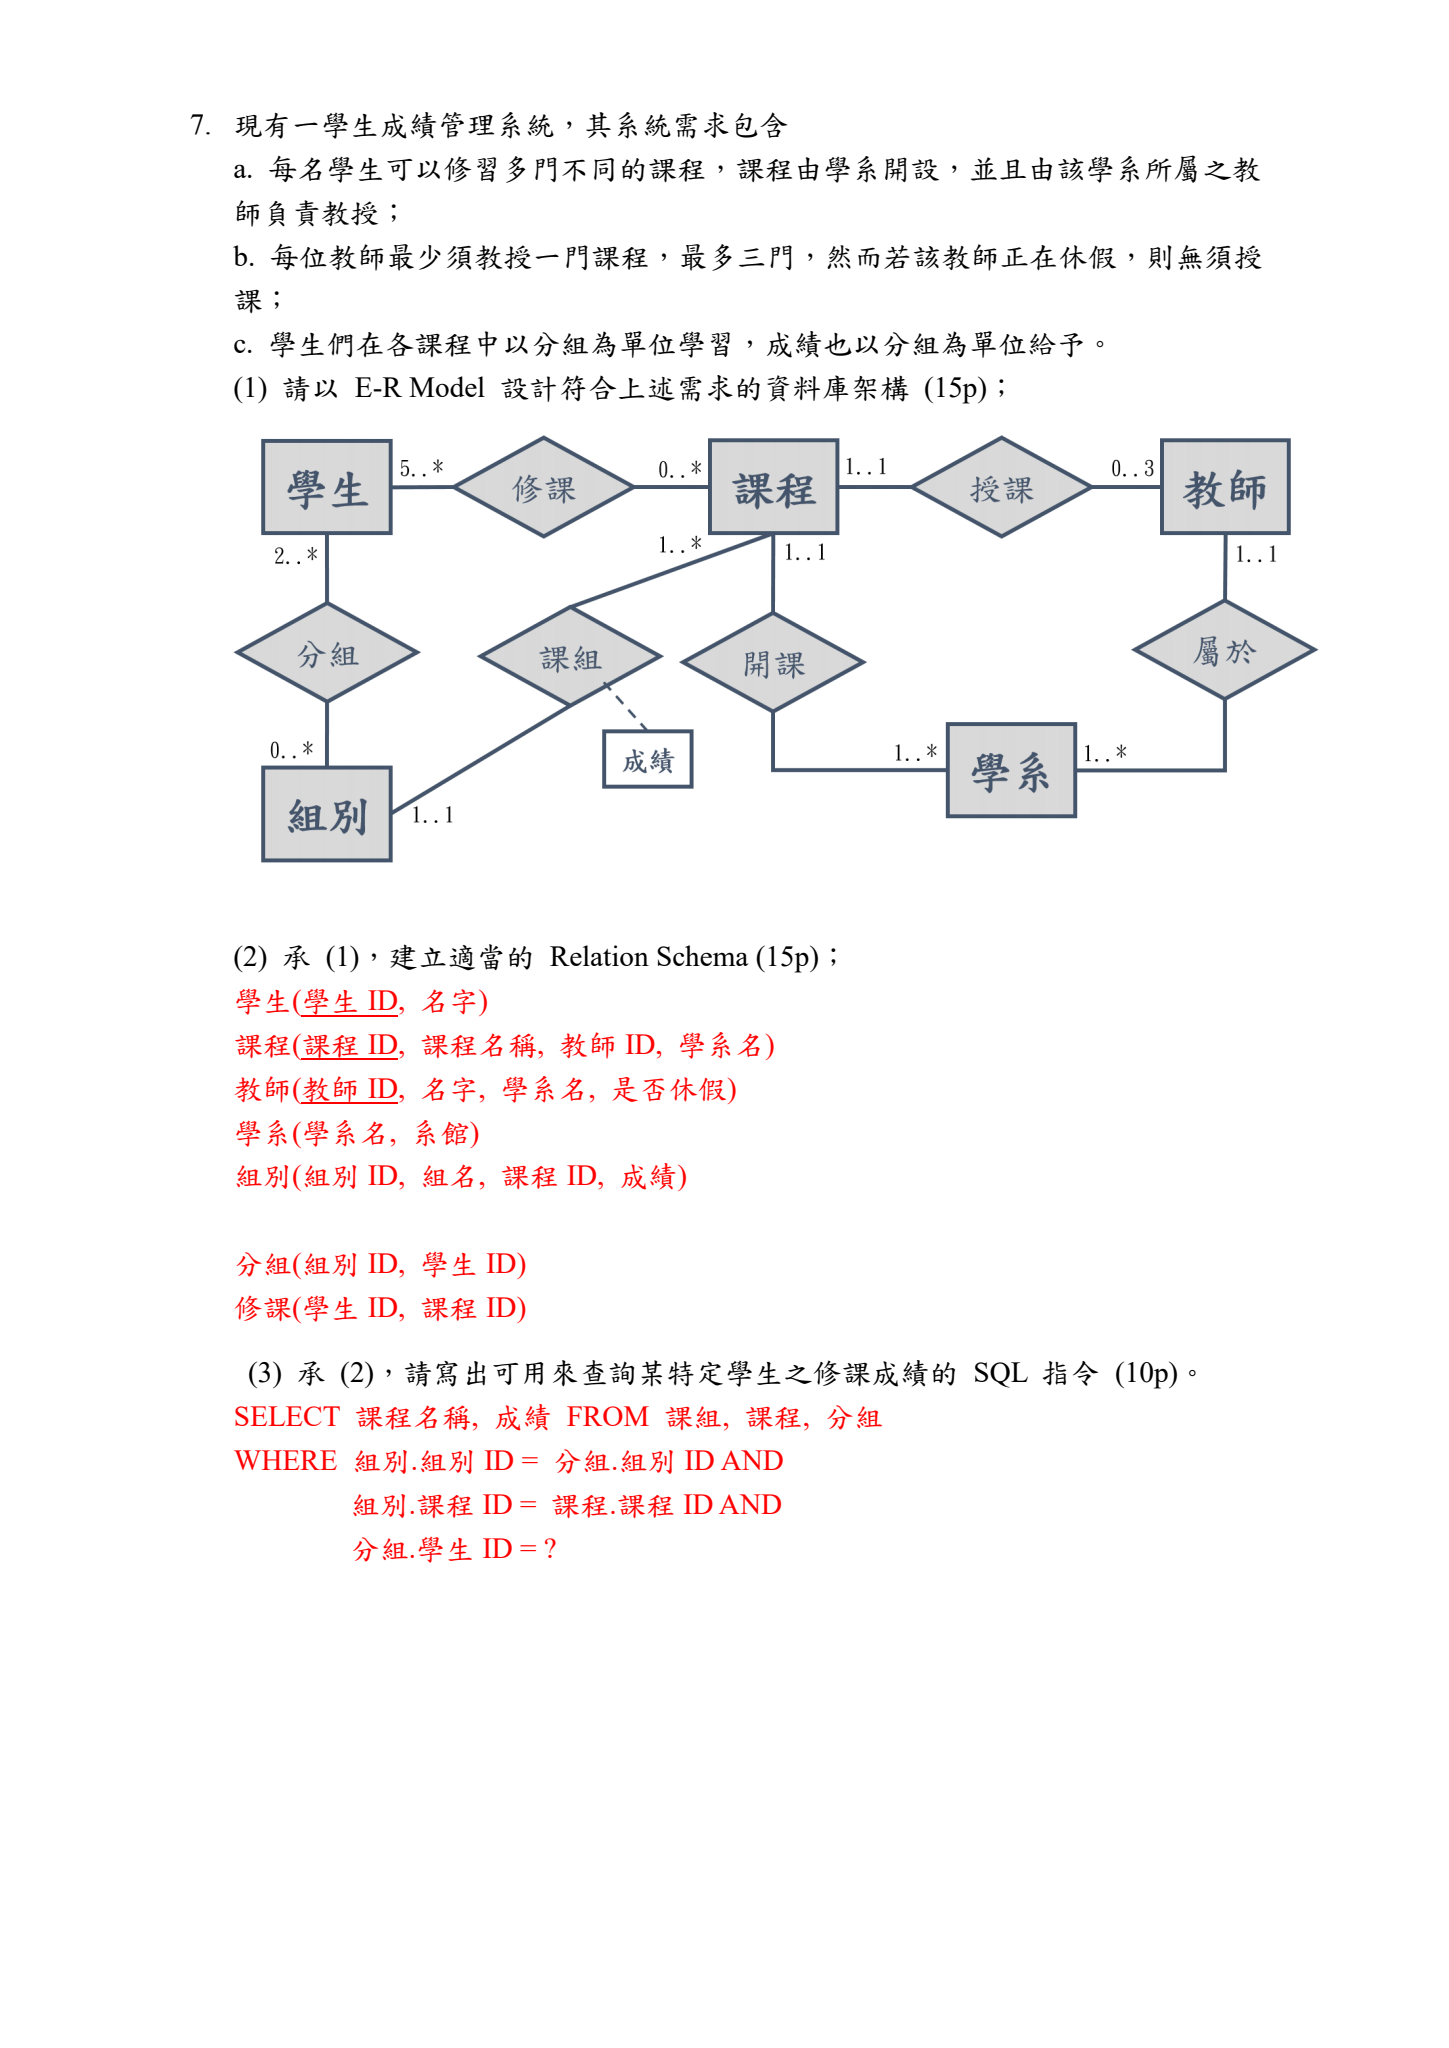 7. 現有一學生成績管理系統，其系統需求包含
a. 每名學生可以修習多門不同的課程，課程由學系開設，並且由該學系所屬之教
師負責教授；
b. 每位教師最少須教授一門課程，最多三門，然而若該教師正在休假，則無須授
課；
c. 學生們在各課程中以分組為單位學習，成績也以分組為單位給予。
(1) 請以 E-R Model 設計符合上述需求的資料庫架構 (15p)；
學生 5..* 修課 0..* 課程 1..1 授課 0..3 教師
2..* 1..* 1..1 1..1
分組 課組 開課 屬於
0..* 成績 1..* 學系 1..*
組別 1..1
(2) 承 (1)，建立適當的 Relation Schema (15p)；
學生(學生 ID, 名字)
課程(課程 ID, 課程名稱, 教師 ID, 學系名)
教師(教師 ID, 名字, 學系名, 是否休假)
學系(學系名, 系館)
組別(組別 ID, 組名, 課程 ID, 成績)
分組(組別 ID, 學生 ID)
修課(學生 ID, 課程 ID)
(3) 承 (2)，請寫出可用來查詢某特定學生之修課成績的 SQL 指令 (10p)。
SELECT 課程名稱, 成績 FROM 課組, 課程, 分組
WHERE 組別.組別 ID = 分組.組別 ID AND
組別.課程 ID = 課程.課程 ID AND
分組.學生 ID = ?